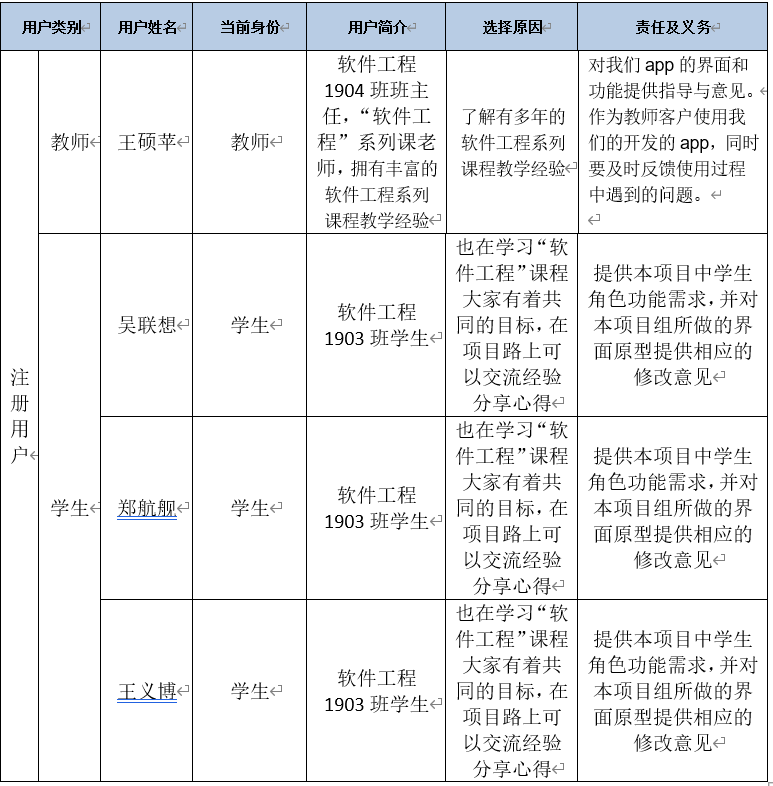 用户类别 用户姓名 当前身份 用户简介 选择原因 责任及义务
注
册
用
户
教师
王硕苹
教师
软件工程
1904 班班主
任，“软件工
程”系列课老
师，拥有丰富的
软件工程系列
课程教学经验
了解有多年的
软件工程系列
课程教学经验
对我们 app 的界面和
功能提供指导与意见。
作为教师客户使用我
们的开发的 app，同时
要及时反馈使用过程
中遇到的问题。
学生
吴联想
学生
软件工程
1903 班学生
也在学习“软
件工程”课程
大家有着共
同的目标，在
项目路上可
以交流经验
分享心得
提供本项目中学生
角色功能需求，并对
本项目组所做的界
面原型提供相应的
修改意见
郑航舰
学生
软件工程
1903 班学生
也在学习“软
件工程”课程
大家有着共
同的目标，在
项目路上可
以交流经验
分享心得
提供本项目中学生
角色功能需求，并对
本项目组所做的界
面原型提供相应的
修改意见
王义博
学生
软件工程
1903 班学生
也在学习“软
件工程”课程
大家有着共
同的目标，在
项目路上可
以交流经验
分享心得
提供本项目中学生
角色功能需求，并对
本项目组所做的界
面原型提供相应的
修改意见